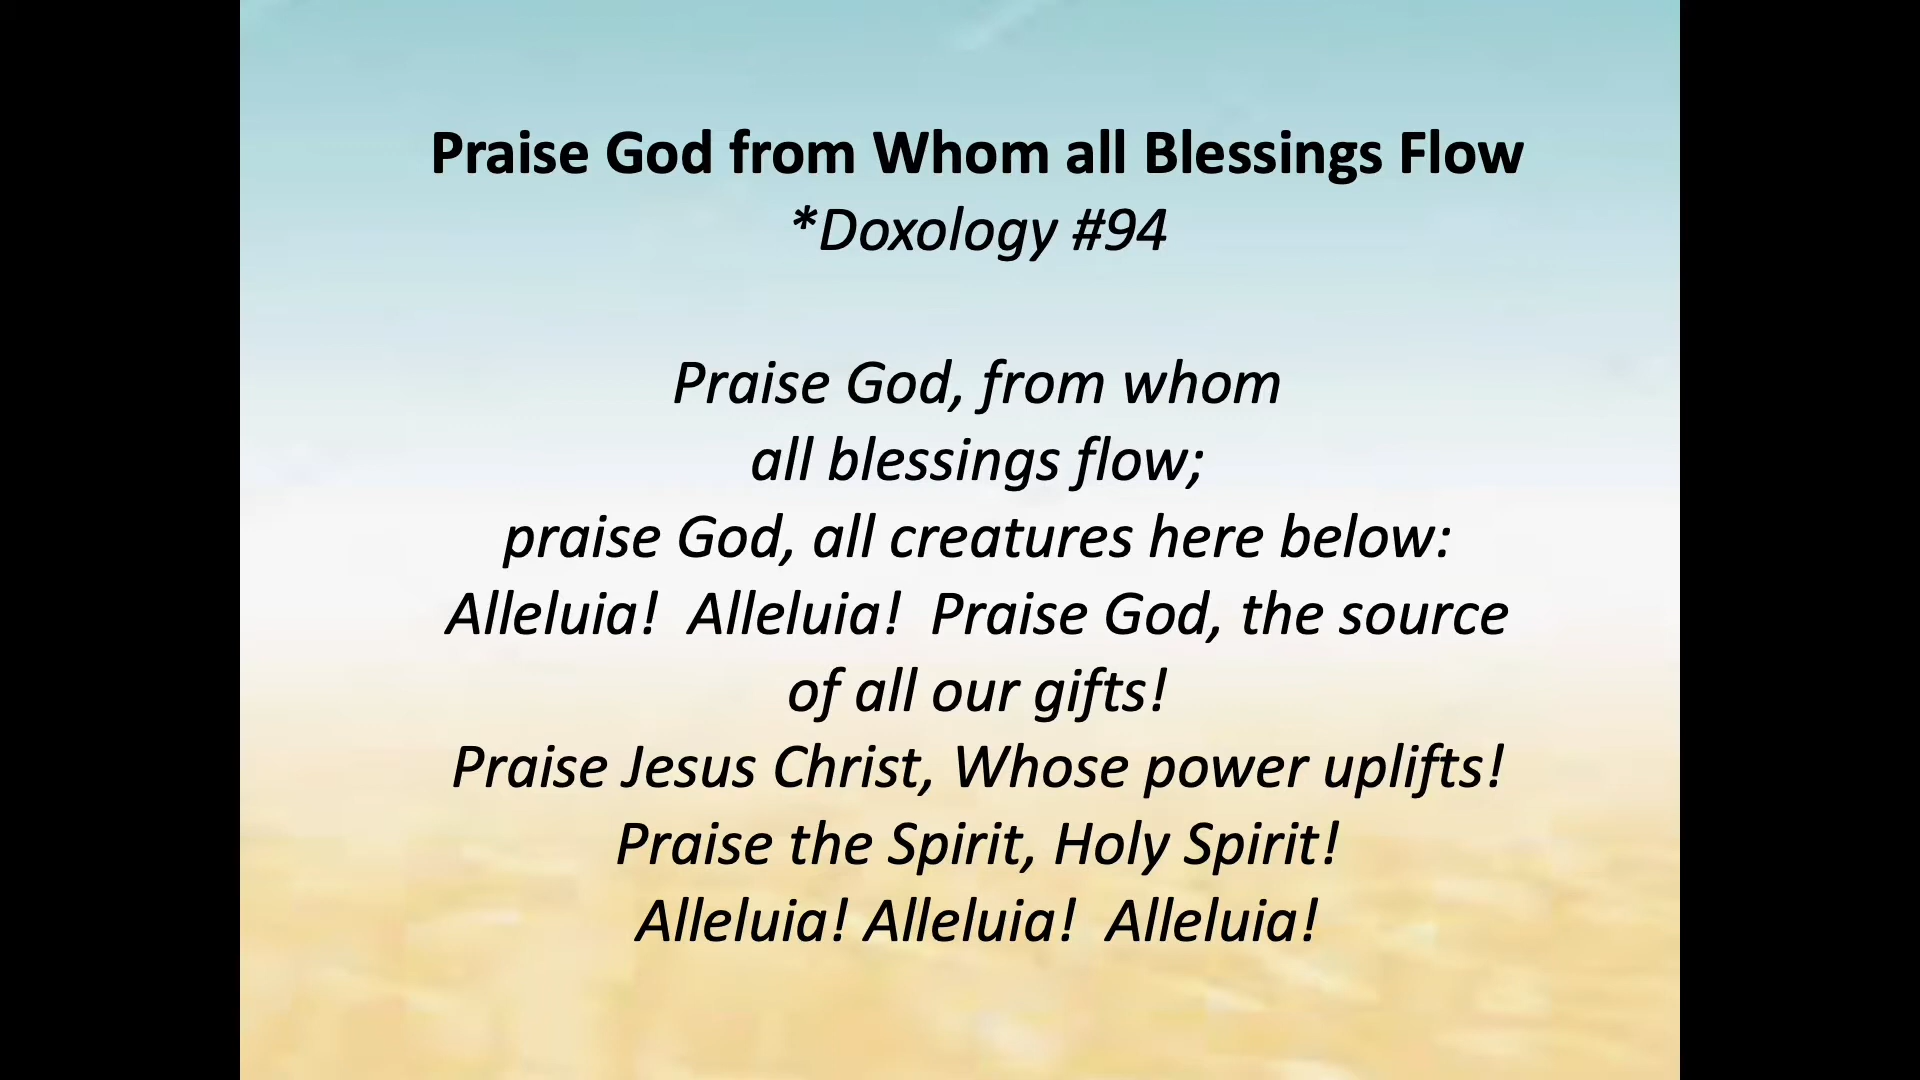 Praise God from Whom all Blessings Flow
*Doxology #94
Praise God, from whom
all blessings flow;
praise God, all creatures here below:
Alleluia!  Alleluia!  Praise God, the source
of all our gifts!
Praise Jesus Christ, Whose power uplifts!
Praise the Spirit, Holy Spirit!
Alleluia! Alleluia!  Alleluia!